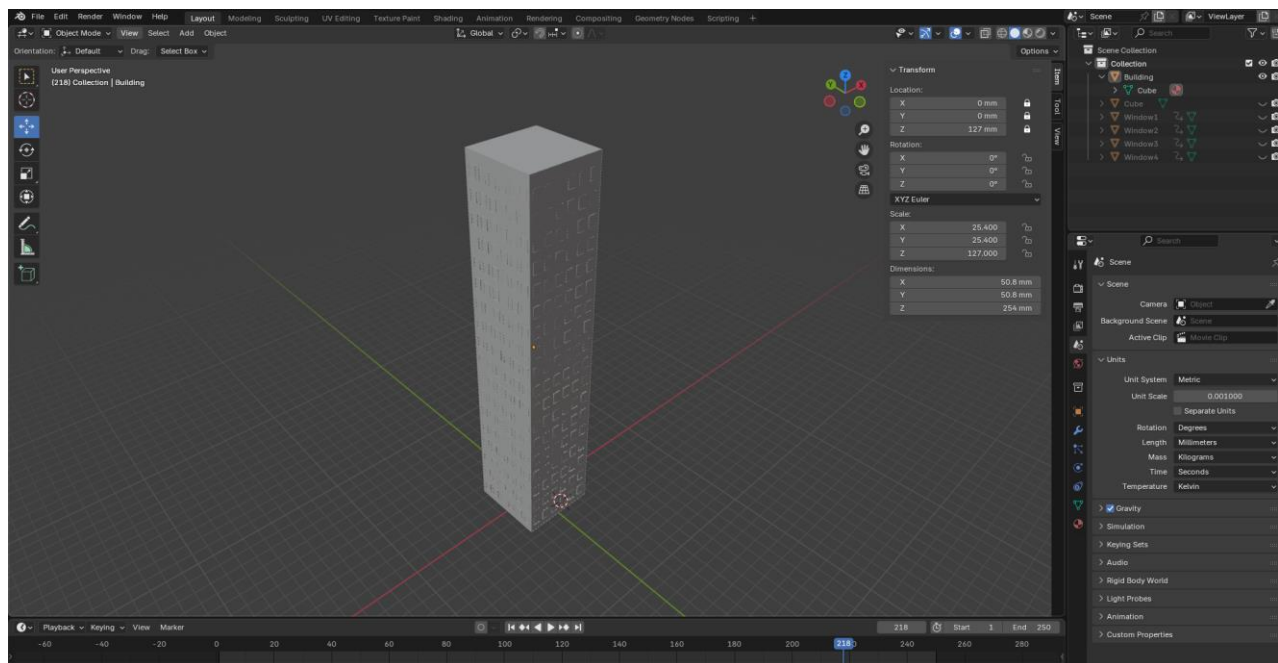 File Edit Render Window Help Layout Modeling Sculpting UV Editing Texture Paint Shading Animation Rendering Compositing Geometry Nodes Scripting + Scene ViewLayer
Object Mode View Select Add Object Global Search
Orientation: Default Drag: Select Box Options
User Perspective
(218) Collection | Building
Transform
Location:
X 0 mm
Y 0 mm
Z 127 mm
Rotation:
X 0°
Y 0°
Z 0°
XYZ Euler
Scale:
X 25.400
Y 25.400
Z 127.000
Dimensions:
X 50.8 mm
Y 50.8 mm
Z 254 mm
Item
Tool
View
Scene Collection
Collection
Building
Cube
Cube
Window1
Window2
Window3
Window4
Search
Scene
Scene
Camera Object
Background Scene Scene
Active Clip Movie Clip
Units
Unit System Metric
Unit Scale 0.001000
Separate Units
Rotation Degrees
Length Millimeters
Mass Kilograms
Time Seconds
Temperature Kelvin
Gravity
Simulation
Keying Sets
Audio
Rigid Body World
Light Probes
Animation
Custom Properties
Playback Keying View Marker 218 Start 1 End 250
-60 -40 -20 0 20 40 60 80 100 120 140 160 180 200 218 240 260 280